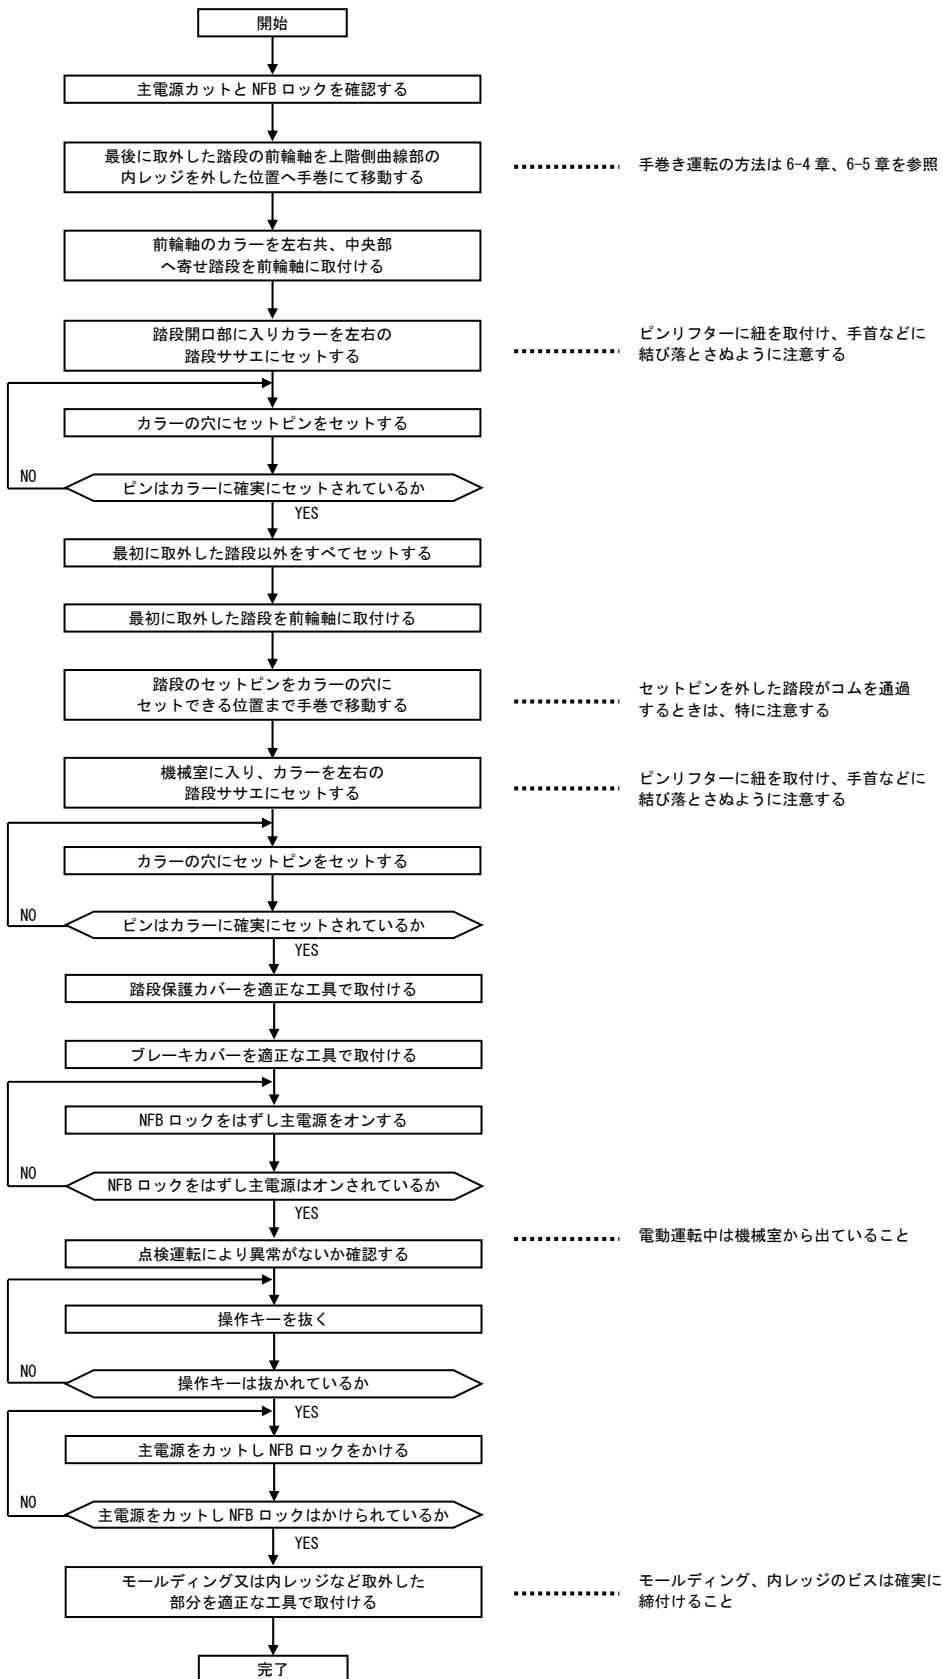 開始
主電源カットと NFB ロックを確認する
最後に取外した踏段の前輪軸を上階側曲線部の
内レッジを外した位置へ手巻にて移動する
手巻き運転の方法は 6-4 章、6-5 章を参照
前輪軸のカラーを左右共、中央部
へ寄せ踏段を前輪軸に取付ける
踏段開口部に入りカラーを左右の
踏段ササエにセットする
ピンリフターに紐を取付け、手首などに
結び落とさぬように注意する
カラーの穴にセットピンをセットする
NO
ピンはカラーに確実にセットされているか
YES
最初に取外した踏段以外をすべてセットする
最初に取外した踏段を前輪軸に取付ける
踏段のセットピンをカラーの穴に
セットできる位置まで手巻で移動する
セットピンを外した踏段がコムを通過
するときは、特に注意する
機械室に入り、カラーを左右の
踏段ササエにセットする
ピンリフターに紐を取付け、手首などに
結び落とさぬように注意する
カラーの穴にセットピンをセットする
NO
ピンはカラーに確実にセットされているか
YES
踏段保護カバーを適正な工具で取付ける
ブレーキカバーを適正な工具で取付ける
NFB ロックをはずし主電源をオンする
NO
NFB ロックをはずし主電源はオンされているか
YES
点検運転により異常がないか確認する
電動運転中は機械室から出ていること
操作キーを抜く
NO
操作キーは抜かれているか
YES
主電源をカットし NFB ロックをかける
NO
主電源をカットし NFB ロックはかけられているか
YES
モールディング又は内レッジなど取外した
部分を適正な工具で取付ける
モールディング、内レッジのビスは確実に
締付けること
完了